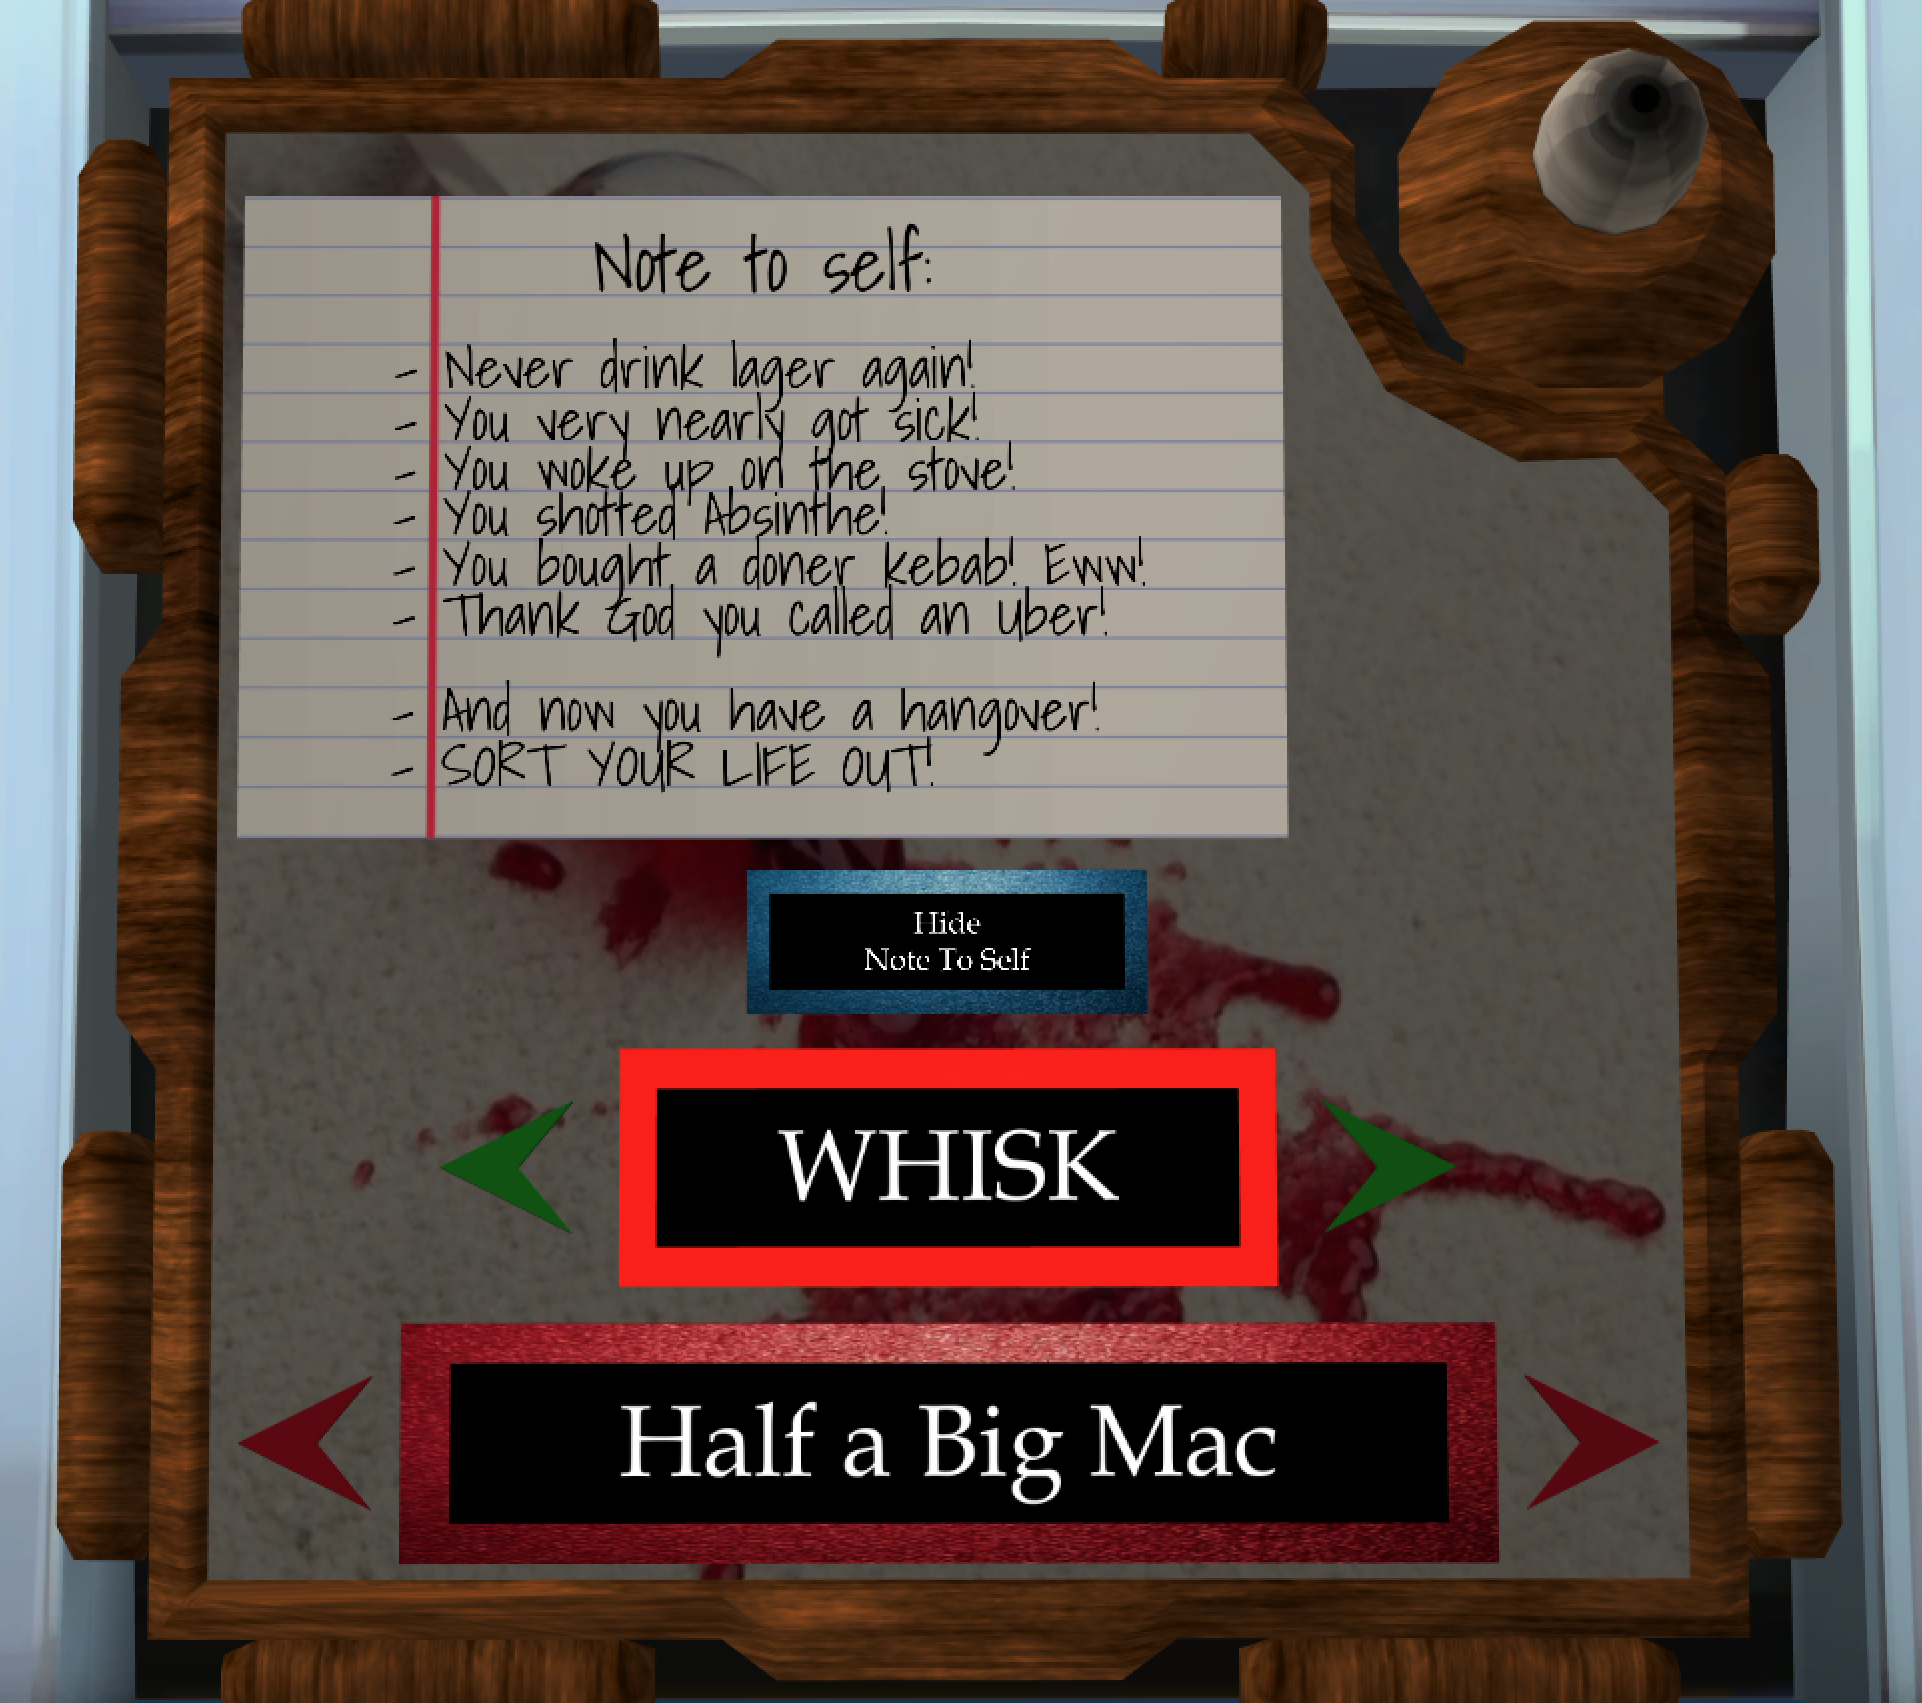 Note to self:
- Never drink lager again!
- You very nearly got sick!
- You woke up on the stove!
- You shotted Absinthe!
- You bought a doner kebab! Eww!
- Thank God you called an Uber!
- And now you have a hangover!
- SORT YOUR LIFE OUT!
Hide
Note To Self
WHISK
Half a Big Mac